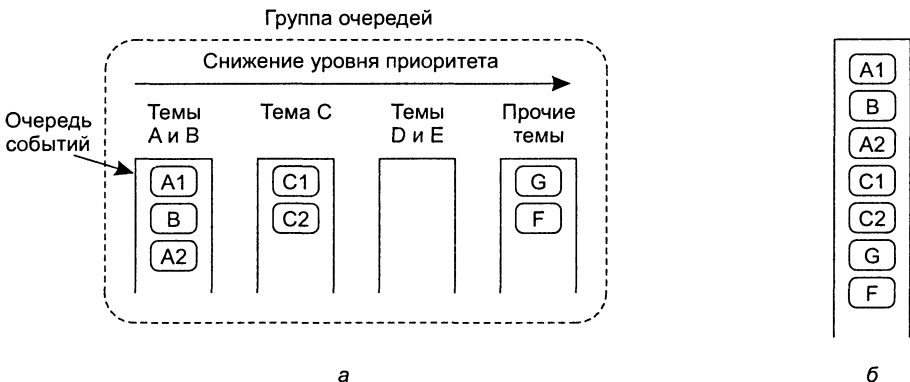 Группа очередей
Снижение уровня приоритета
Очередь
событий
Темы
А и В
Тема С
Темы
D и E
Прочие
темы
A1
B
A2
C1
C2
G
F
A1
B
A2
C1
C2
G
F
а
б